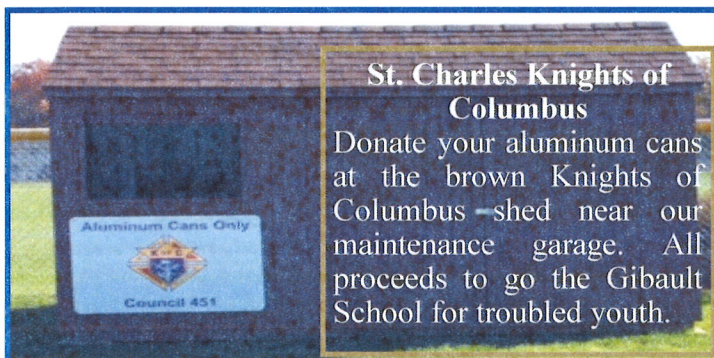 St. Charles Knights of
Columbus
Donate your aluminum cans
at the brown Knights of
Columbus shed near our
maintenance garage. All
proceeds to go the Gibault
School for troubled youth.
Aluminum Cans Only
K of C
Council 451